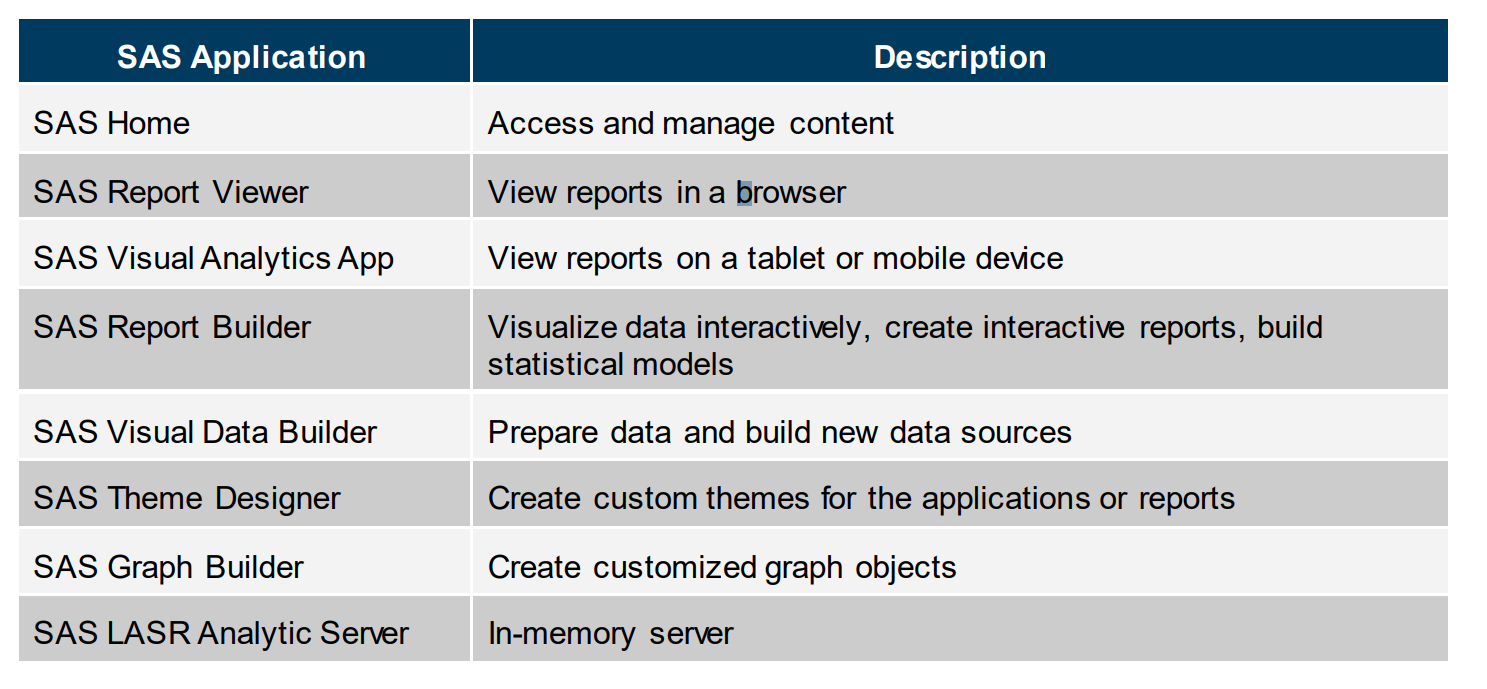 SAS Application Description
SAS Home Access and manage content
SAS Report Viewer View reports in a browser
SAS Visual Analytics App View reports on a tablet or mobile device
SAS Report Builder Visualize data interactively, create interactive reports, build
statistical models
SAS Visual Data Builder Prepare data and build new data sources
SAS Theme Designer Create custom themes for the applications or reports
SAS Graph Builder Create customized graph objects
SAS LASR Analytic Server In-memory server